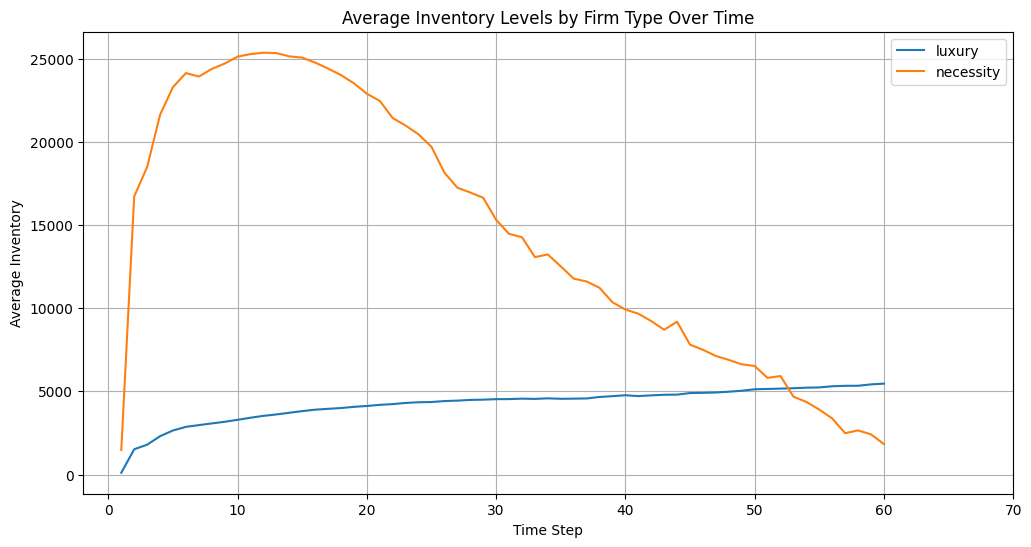 Average Inventory Levels by Firm Type Over Time
luxury
necessity
Average Inventory
25000
20000
15000
10000
5000
0
0 10 20 30 40 50 60 70
Time Step